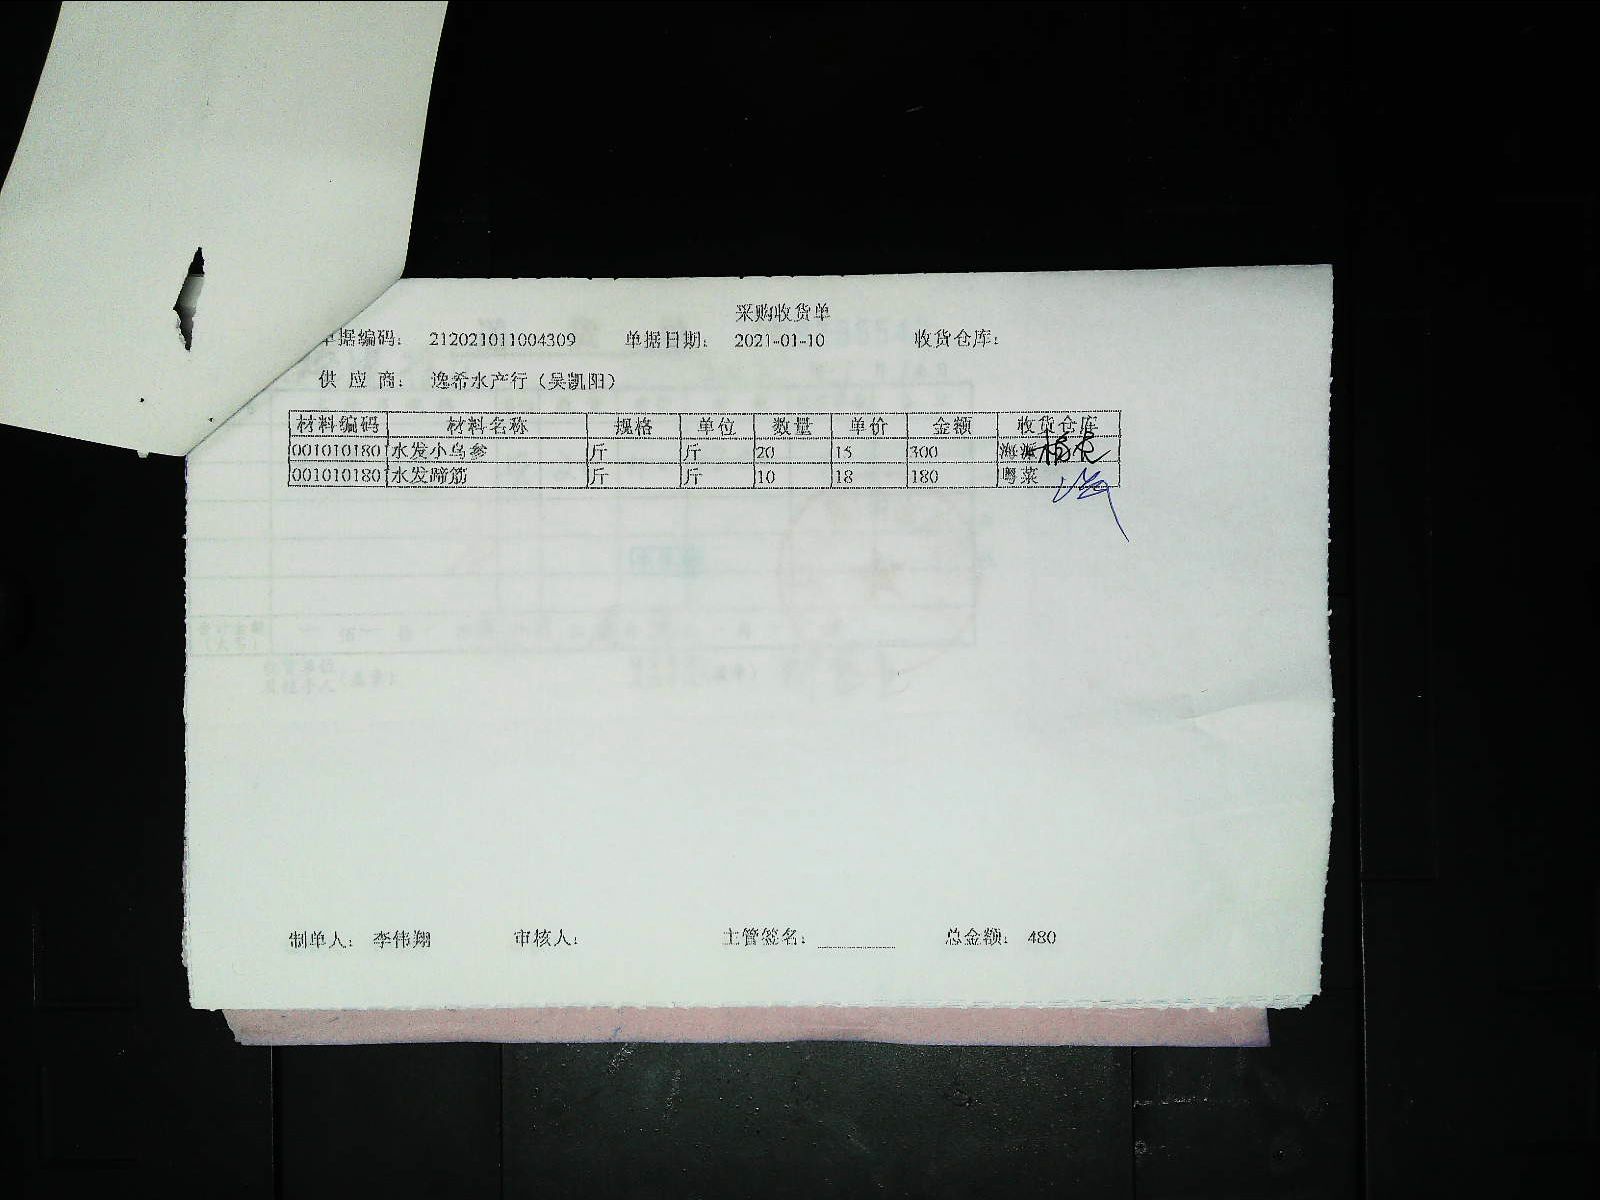 采购收货单
单据编码： 212021011004309 单据日期： 2021-01-10 收货仓库：
供 应 商： 逸希水产行（吴凯阳）
材料编码 材料名称 规格 单位 数量 单价 金额 收货仓库
001010180 水发小乌参 斤 斤 20 15 300 海派
001010180 水发蹄筋 斤 斤 10 18 180 粤菜
制单人： 李伟翔 审核人： 主管签名： 总金额： 480